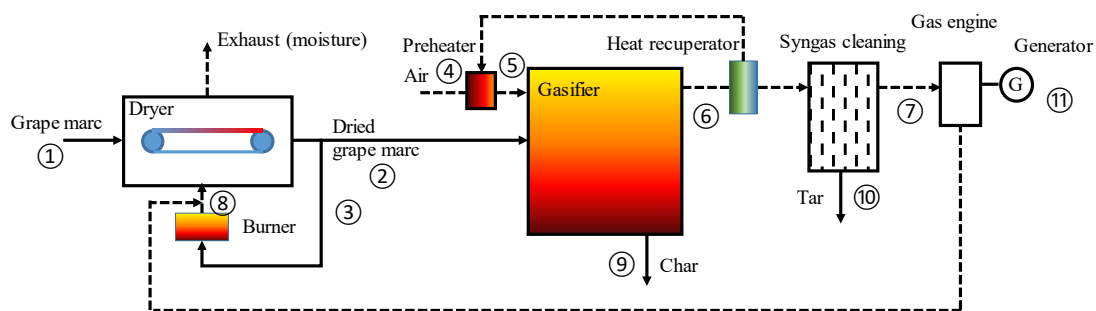 Gas engine
Exhaust (moisture)
Preheater
Heat recuperator
Syngas cleaning
Generator
Air
④
⑤
Gasifier
G
⑪
Grape marc
①
Dryer
Dried
grape marc
②
⑥
⑦
⑧
③
Burner
Tar
⑩
⑨
Char